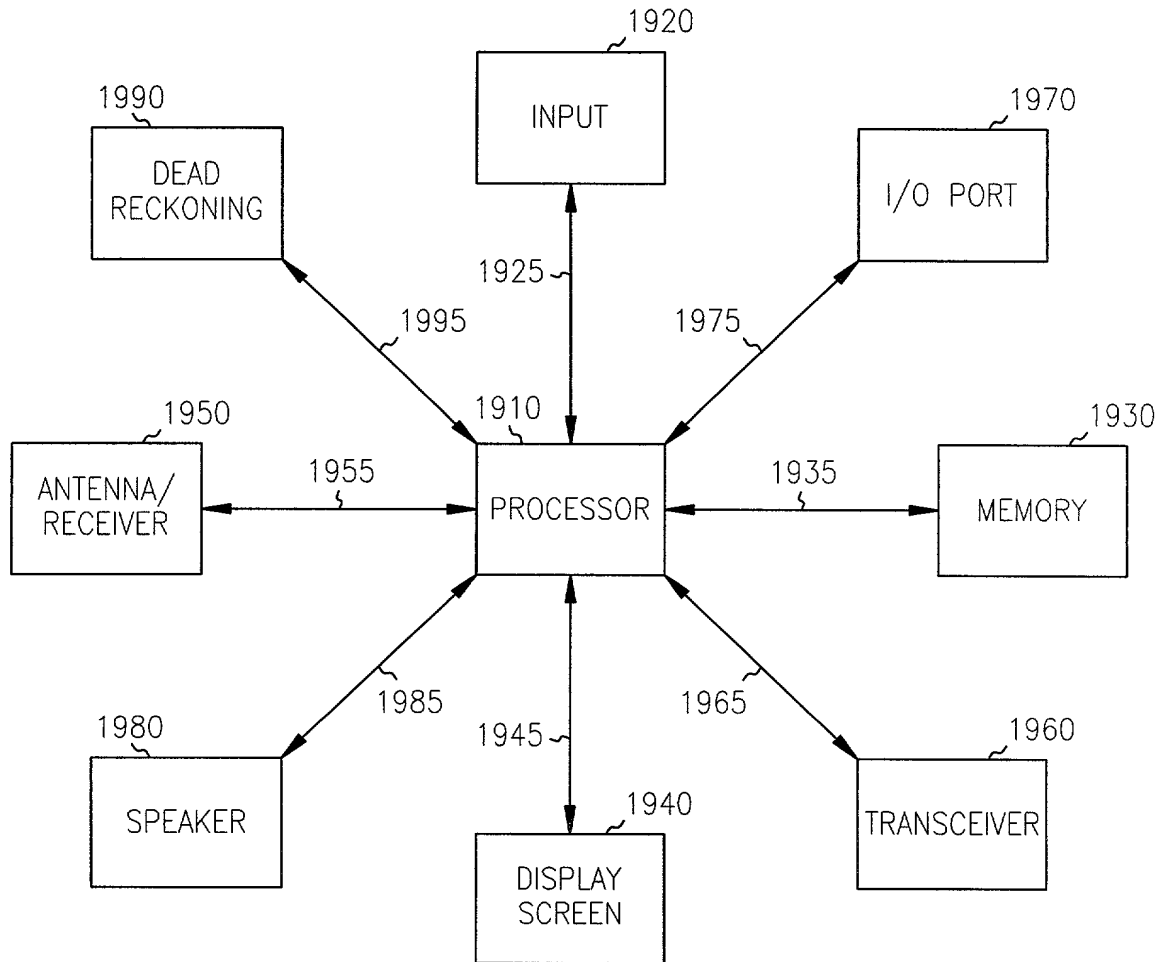 1920
INPUT
1990
DEAD
RECKONING
1970
I/O PORT
1925
1995
1975
1950
ANTENNA/
RECEIVER
1955
1910
PROCESSOR
1935
1930
MEMORY
1985
1945
1965
1980
SPEAKER
1940
DISPLAY
SCREEN
1960
TRANSCEIVER